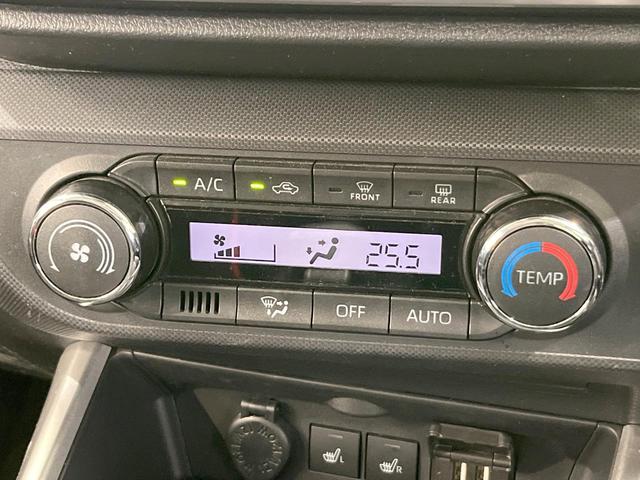 A/C
FRONT
REAR
25.5
TEMP
OFF
AUTO
L
R